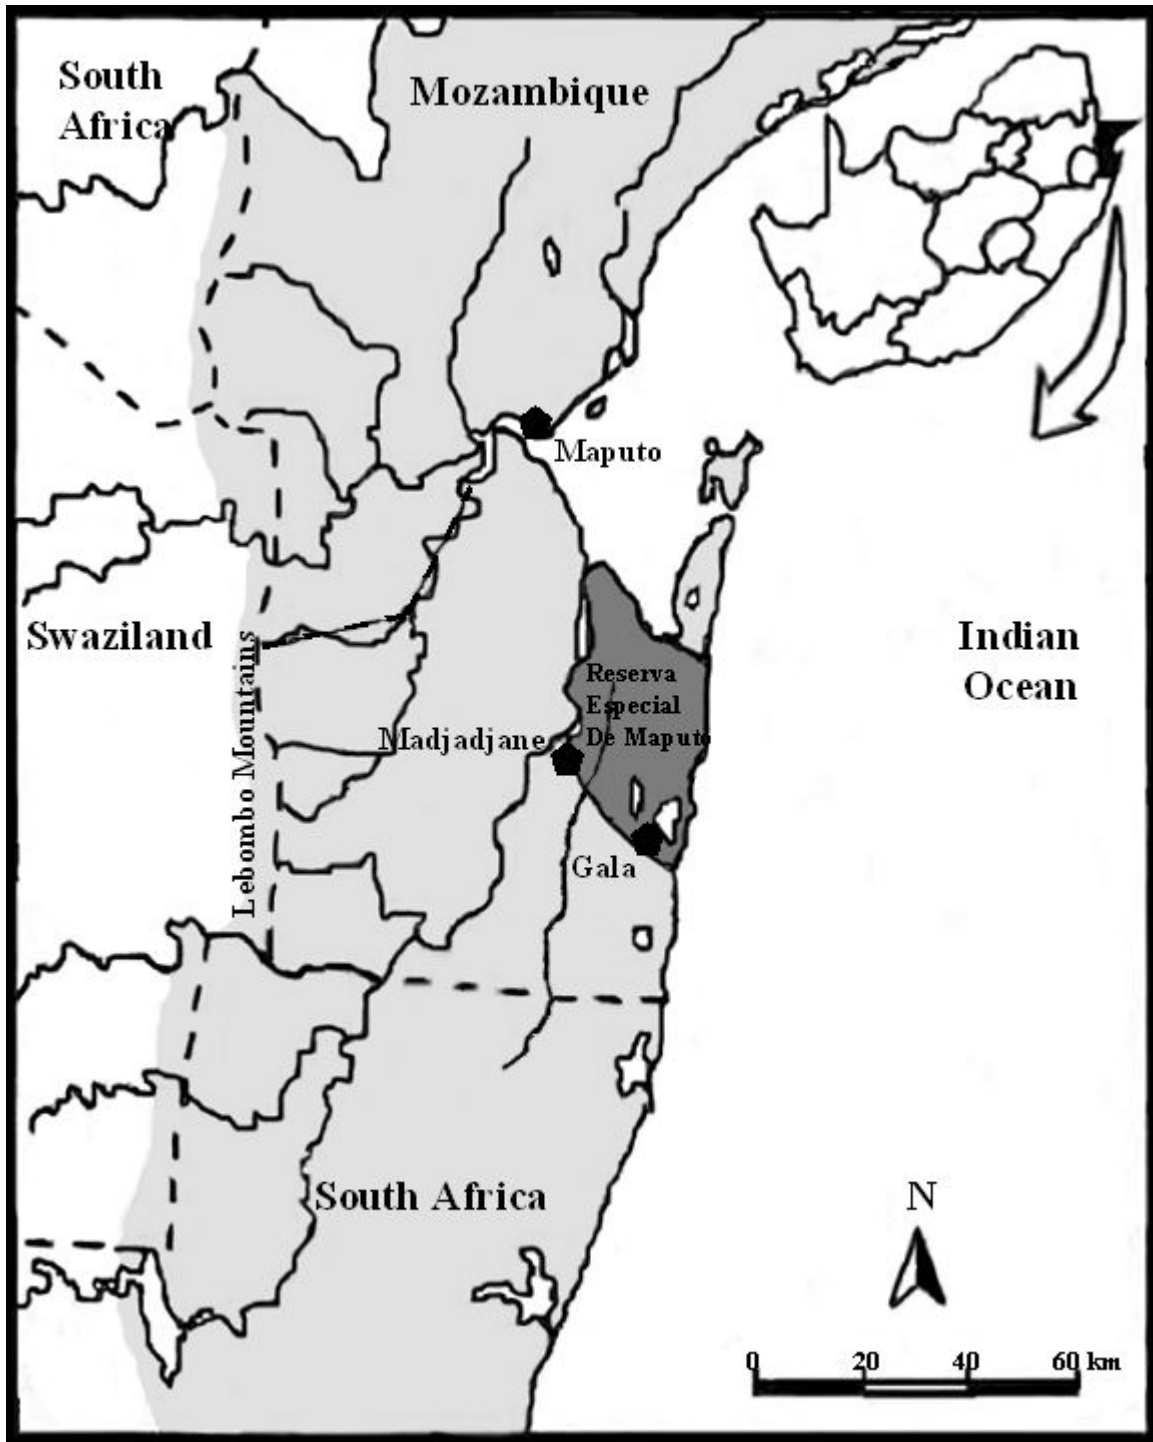 South
Africa
Mozambique
Maputo
Swaziland
Indian
Ocean
Lebombo Mountains
Reserva
Especial
De Maputo
Madjadjane
Gala
South Africa
N
0 20 40 60 km